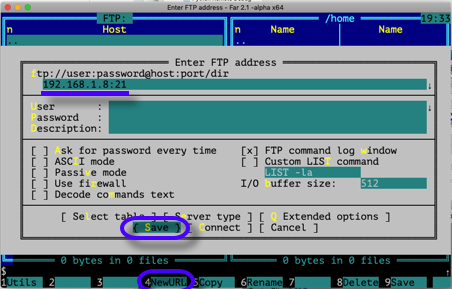 Enter FTP address - Far 2.1 -alpha x64
FTP: /home 19:33
n Host n Name Name
..
Enter FTP address
ftp://user:password@host:port/dir
192.168.1.8:21
User :
Password :
Description:
[ ] Ask for password every time [x] FTP command log window
[ ] ASCII mode [ ] Custom LIST command
[ ] Passive mode LIST -la
[ ] Use firewall I/O buffer size: 512
[ ] Decode commands text
[ Select table ] [ Server type ] [ Extended options ]
{ Save } [ Connect ] [ Cancel ]
0 bytes in 0 files 0 bytes in 0 files
$
1Utils 2 3 4NewURL 5Copy 6Rename 7 8Delete 9Save